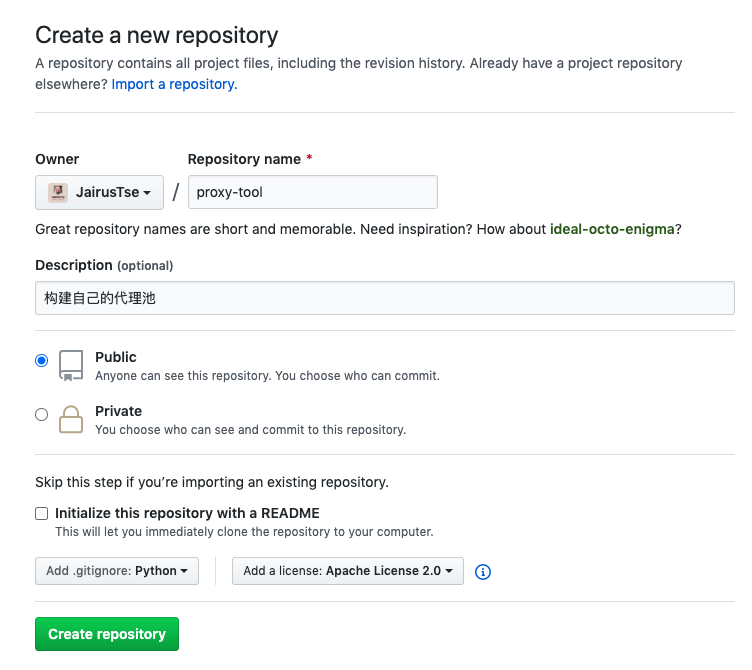 Create a new repository
A repository contains all project files, including the revision history. Already have a project repository
elsewhere? Import a repository.
Owner
Repository name *
JairusTse
/
proxy-tool
Great repository names are short and memorable. Need inspiration? How about ideal-octo-enigma?
Description (optional)
构建自己的代理池
Public
Anyone can see this repository. You choose who can commit.
Private
You choose who can see and commit to this repository.
Skip this step if you’re importing an existing repository.
Initialize this repository with a README
This will let you immediately clone the repository to your computer.
Add .gitignore: Python
Add a license: Apache License 2.0
Create repository